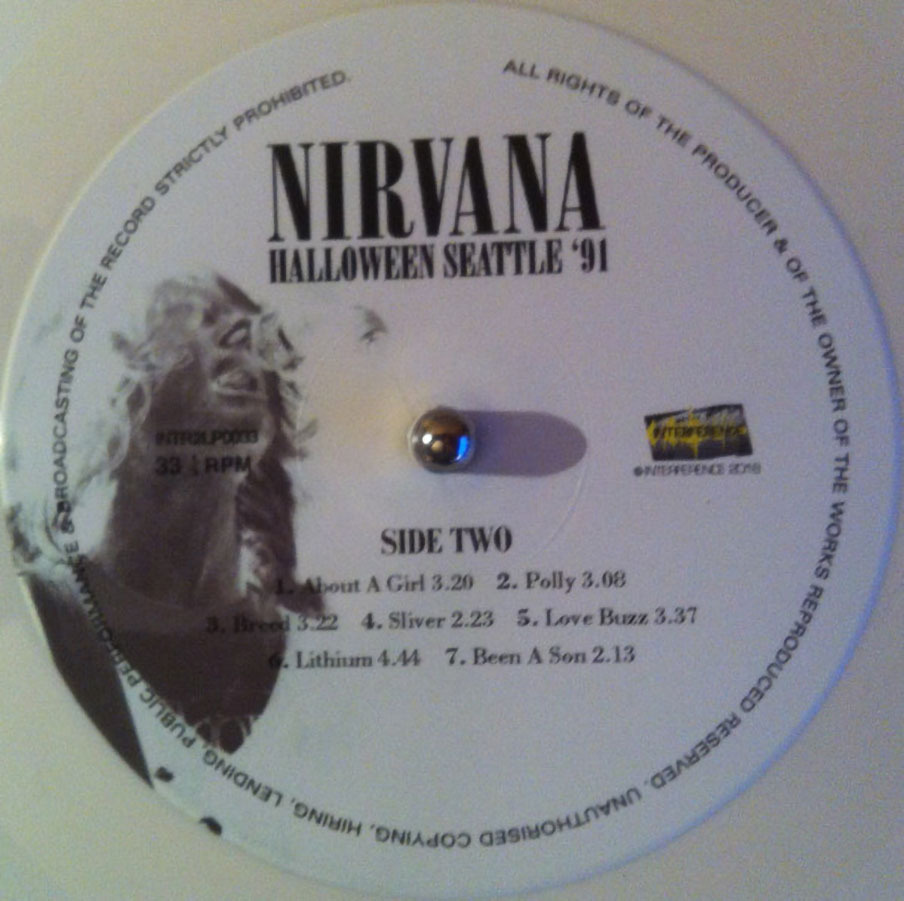 ALL RIGHTS OF THE PRODUCER & OF THE OWNER OF THE WORKS REPRODUCED RESERVED. UNAUTHORISED COPYING, HIRING, LENDING, PUBLIC PERFORMANCE & BROADCASTING OF THE RECORD STRICTLY PROHIBITED.
NIRVANA
HALLOWEEN SEATTLE '91
33 ⅓ RPM
INTERFERENCE
SIDE TWO
1. About A Girl 3.20 2. Polly 3.08
3. Breed 3.22 4. Sliver 2.23 5. Love Buzz 3.37
6. Lithium 4.44 7. Been A Son 2.13